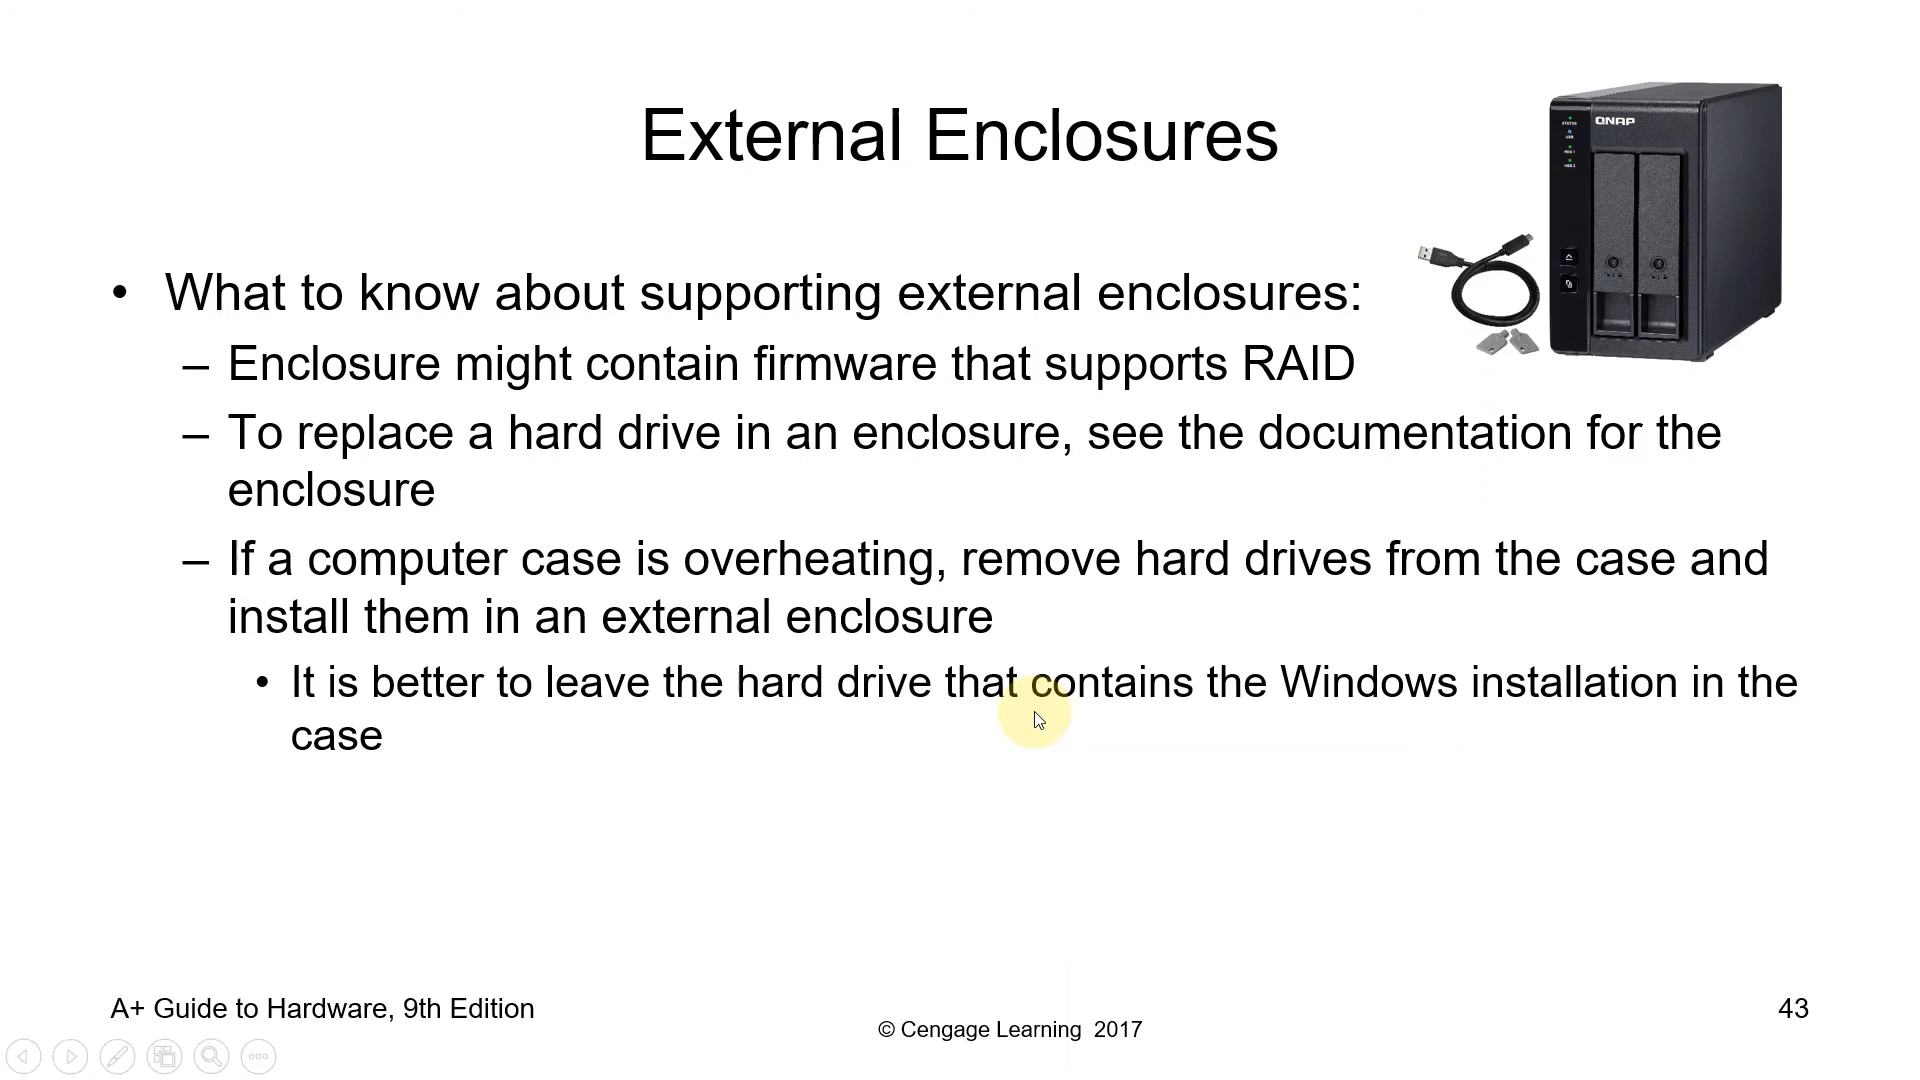 External Enclosures
QNAP
• What to know about supporting external enclosures:
– Enclosure might contain firmware that supports RAID
– To replace a hard drive in an enclosure, see the documentation for the
enclosure
– If a computer case is overheating, remove hard drives from the case and
install them in an external enclosure
• It is better to leave the hard drive that contains the Windows installation in the
case
A+ Guide to Hardware, 9th Edition
© Cengage Learning 2017
43